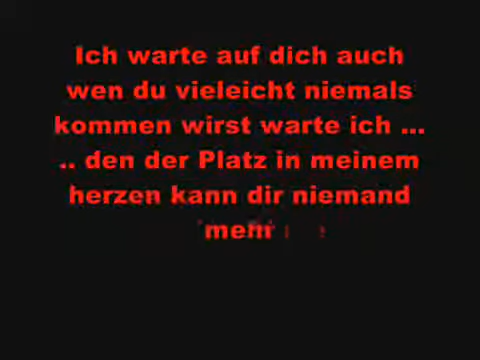 Ich warte auf dich auch
wen du vieleicht niemals
kommen wirst warte ich ...
.. den der Platz in meinem
herzen kann dir niemand
mehr